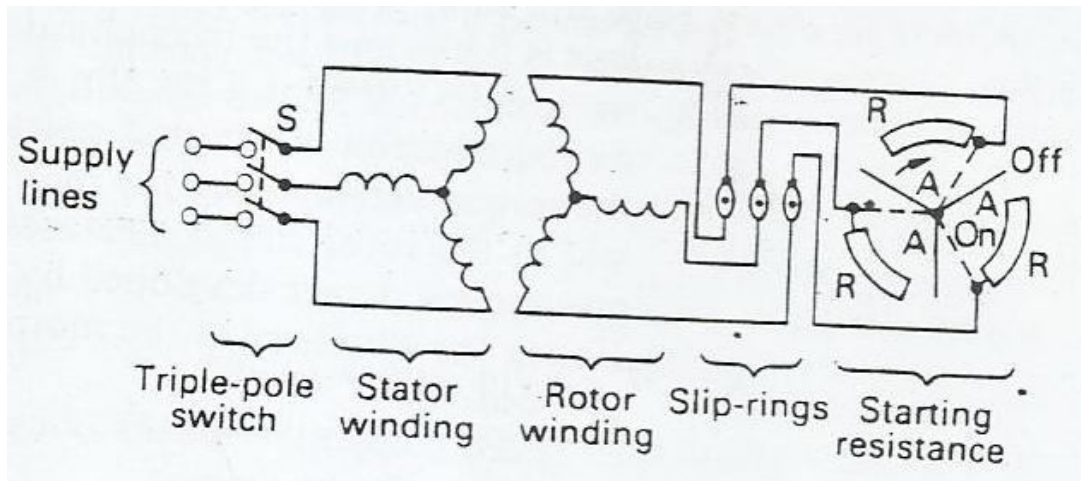 S
Supply
lines
R
Off
A
A
A
On
R
R
Triple-pole
switch
Stator
winding
Rotor
winding
Slip-rings
Starting
resistance